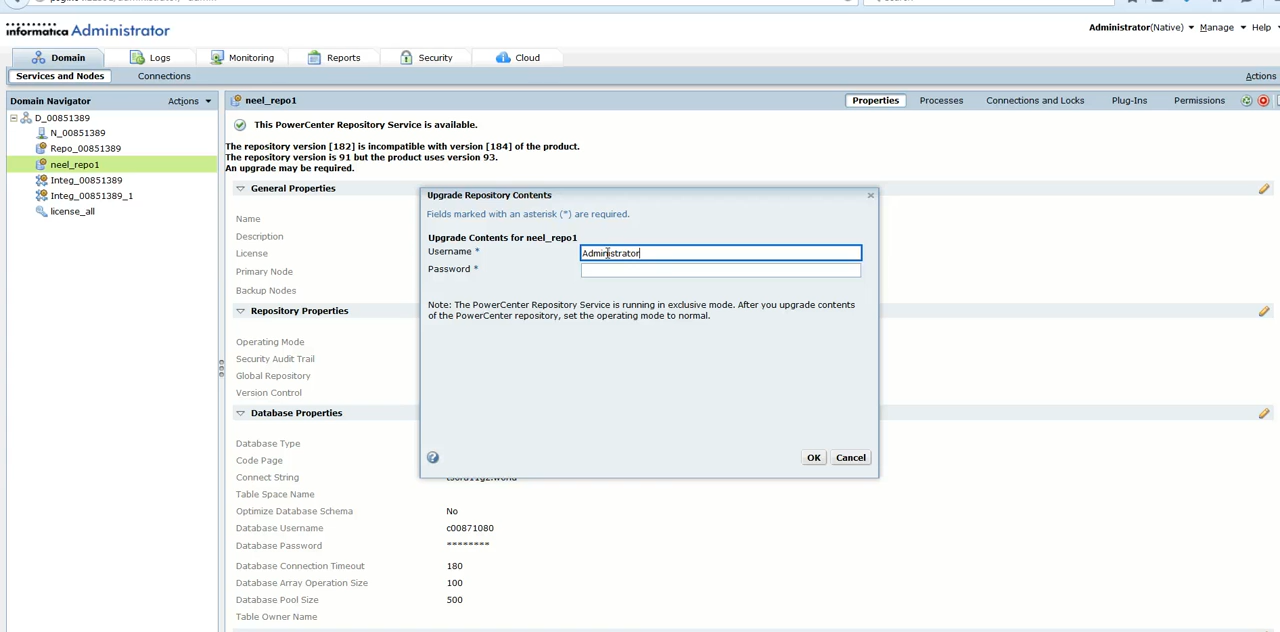 Informatica Administrator
Administrator(Native) Manage Help
Domain Logs Monitoring Reports Security Cloud
Services and Nodes Connections Actions
Domain Navigator Actions
neel_repo1 Properties Processes Connections and Locks Plug-Ins Permissions
D_00851389
N_00851389
Repo_00851389
neel_repo1
Integ_00851389
Integ_00851389_1
license_all
This PowerCenter Repository Service is available.
The repository version [182] is incompatible with version [184] of the product.
The repository version is 91 but the product uses version 93.
An upgrade may be required.
General Properties
Name
Description
License
Primary Node
Backup Nodes
Repository Properties
Operating Mode
Security Audit Trail
Global Repository
Version Control
Database Properties
Database Type
Code Page
Connect String
Table Space Name
Optimize Database Schema No
Database Username c00871080
Database Password ********
Database Connection Timeout 180
Database Array Operation Size 100
Database Pool Size 500
Table Owner Name
Upgrade Repository Contents
Fields marked with an asterisk (*) are required.
Upgrade Contents for neel_repo1
Username * Administrator
Password *
Note: The PowerCenter Repository Service is running in exclusive mode. After you upgrade contents
of the PowerCenter repository, set the operating mode to normal.
OK Cancel